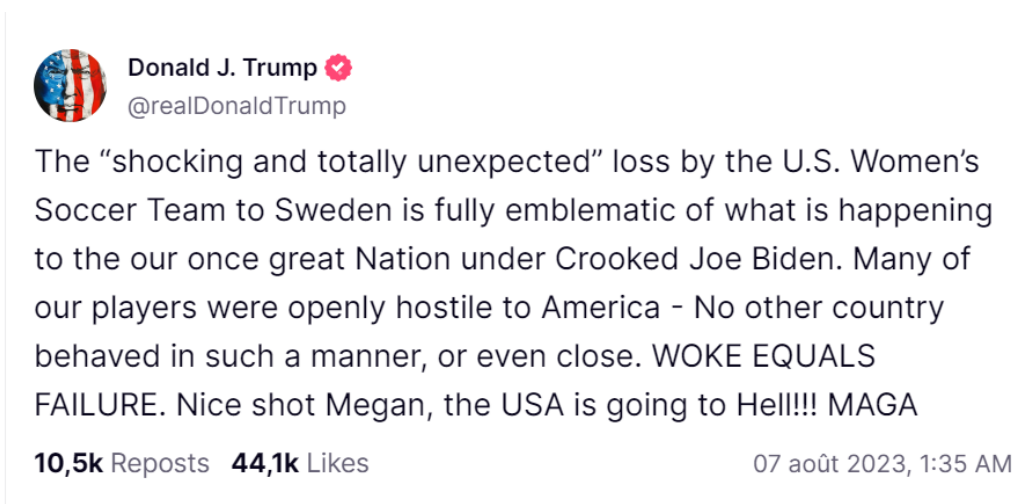 Donald J. Trump
@realDonaldTrump
The “shocking and totally unexpected” loss by the U.S. Women’s
Soccer Team to Sweden is fully emblematic of what is happening
to the our once great Nation under Crooked Joe Biden. Many of
our players were openly hostile to America - No other country
behaved in such a manner, or even close. WOKE EQUALS
FAILURE. Nice shot Megan, the USA is going to Hell!!! MAGA
10,5k Reposts 44,1k Likes 07 août 2023, 1:35 AM